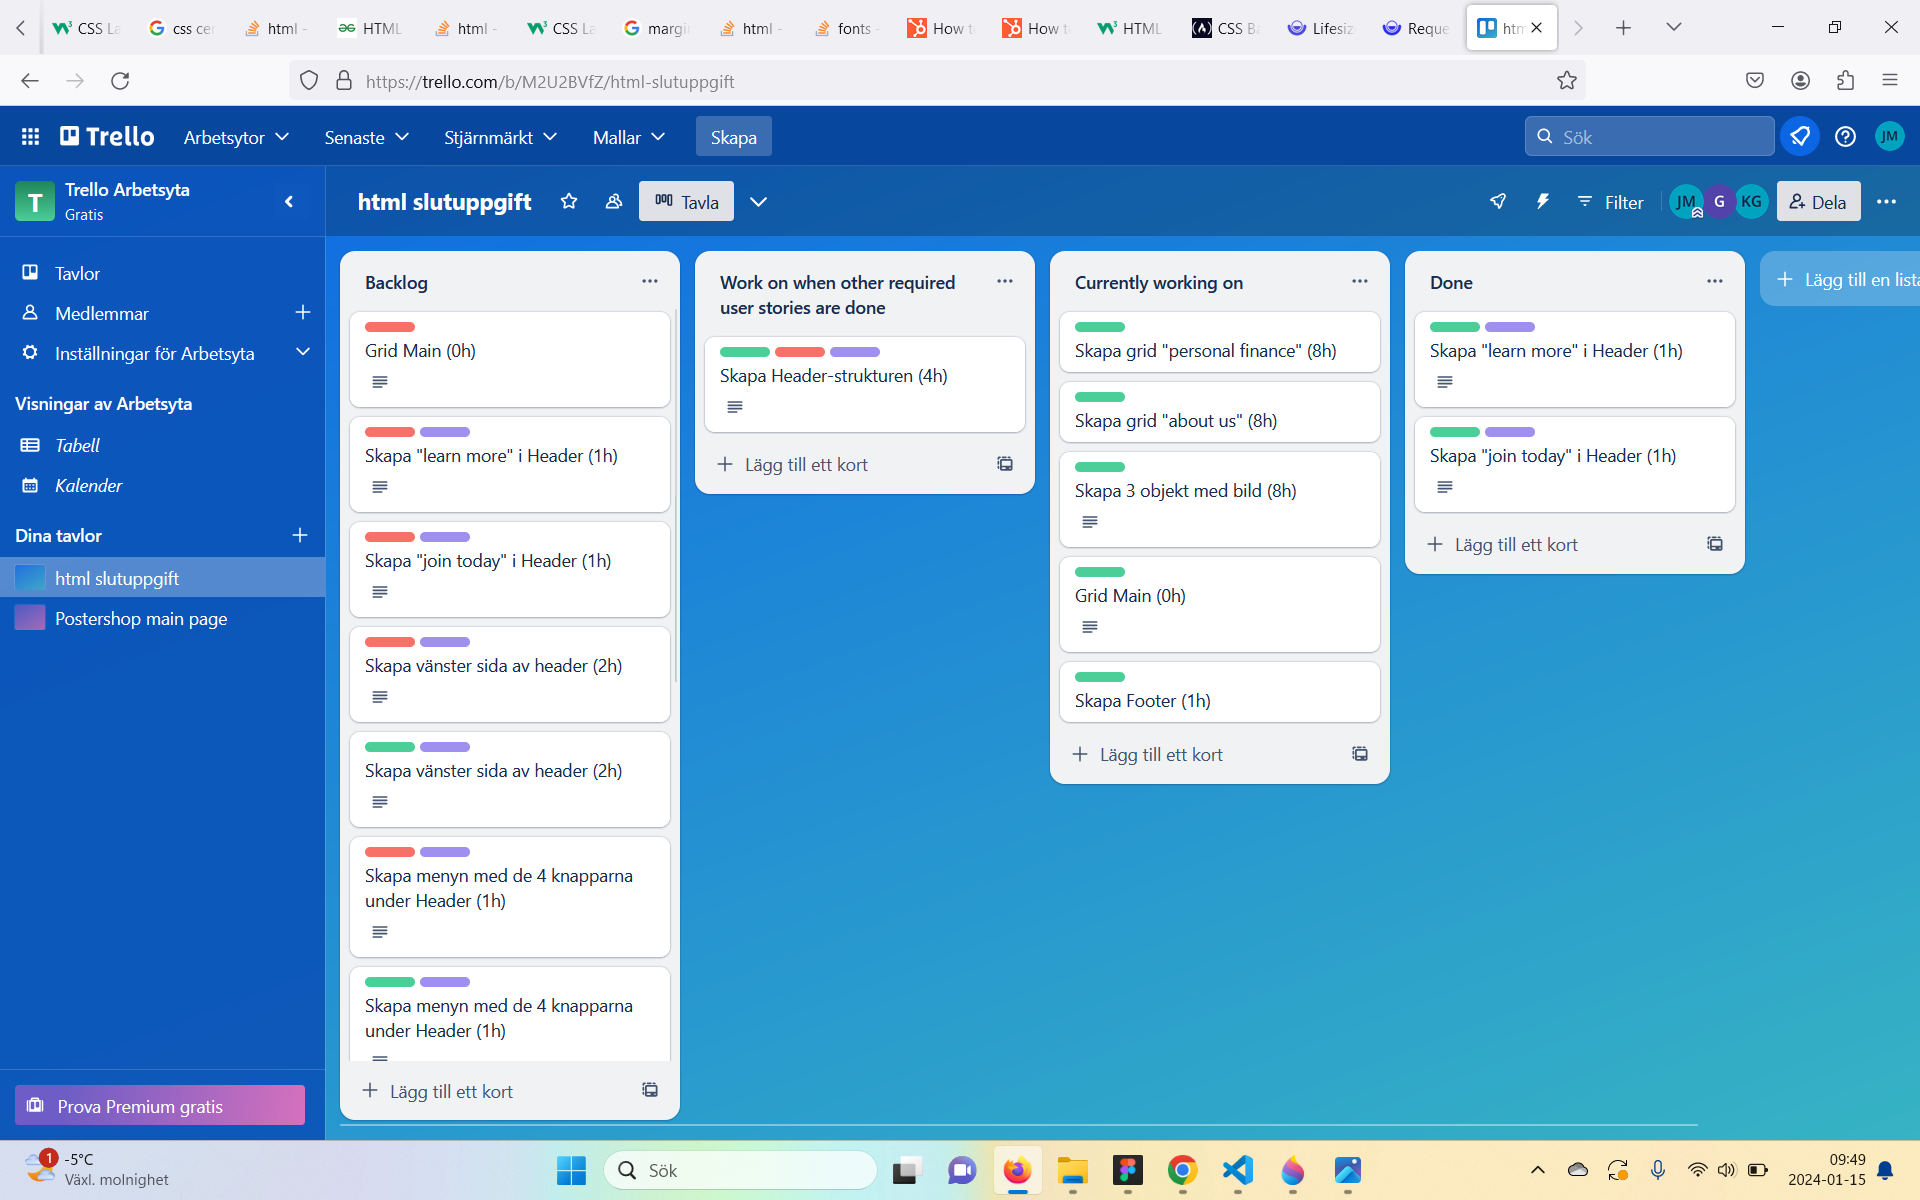 CSS La
css cer
html -
HTML
html -
CSS La
margin
html -
fonts -
How to
How to
HTML
CSS Ba
Lifesiz
Reque
htm
https://trello.com/b/M2U2BVfZ/html-slutuppgift
Trello
Arbetsytor
Senaste
Stjärnmärkt
Mallar
Skapa
Sök
JM
T
Trello Arbetsyta
Gratis
html slutuppgift
Tavla
Filter
JM
G
KG
Dela
Tavlor
Medlemmar
Inställningar för Arbetsyta
Visningar av Arbetsyta
Tabell
Kalender
Dina tavlor
html slutuppgift
Postershop main page
Prova Premium gratis
Backlog
Grid Main (0h)
Skapa "learn more" i Header (1h)
Skapa "join today" i Header (1h)
Skapa vänster sida av header (2h)
Skapa vänster sida av header (2h)
Skapa menyn med de 4 knapparna
under Header (1h)
Skapa menyn med de 4 knapparna
under Header (1h)
Lägg till ett kort
Work on when other required
user stories are done
Skapa Header-strukturen (4h)
Lägg till ett kort
Currently working on
Skapa grid "personal finance" (8h)
Skapa grid "about us" (8h)
Skapa 3 objekt med bild (8h)
Grid Main (0h)
Skapa Footer (1h)
Lägg till ett kort
Done
Skapa "learn more" i Header (1h)
Skapa "join today" i Header (1h)
Lägg till ett kort
Lägg till en lista
1
-5°C
Växl. molnighet
Sök
09:49
2024-01-15